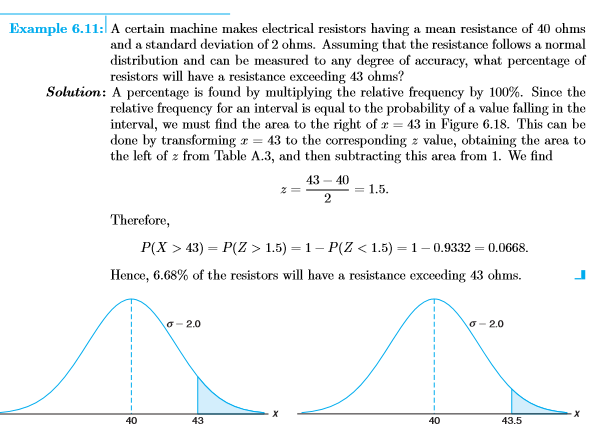 Example 6.11: A certain machine makes electrical resistors having a mean resistance of 40 ohms
and a standard deviation of 2 ohms. Assuming that the resistance follows a normal
distribution and can be measured to any degree of accuracy, what percentage of
resistors will have a resistance exceeding 43 ohms?
Solution: A percentage is found by multiplying the relative frequency by 100%. Since the
relative frequency for an interval is equal to the probability of a value falling in the
interval, we must find the area to the right of x = 43 in Figure 6.18. This can be
done by transforming x = 43 to the corresponding z value, obtaining the area to
the left of z from Table A.3, and then subtracting this area from 1. We find
z = (43 − 40)/2 = 1.5.
Therefore,
P(X > 43) = P(Z > 1.5) = 1 − P(Z < 1.5) = 1 − 0.9332 = 0.0668.
Hence, 6.68% of the resistors will have a resistance exceeding 43 ohms.
σ − 2.0
40 43 x
σ − 2.0
40 43.5 x